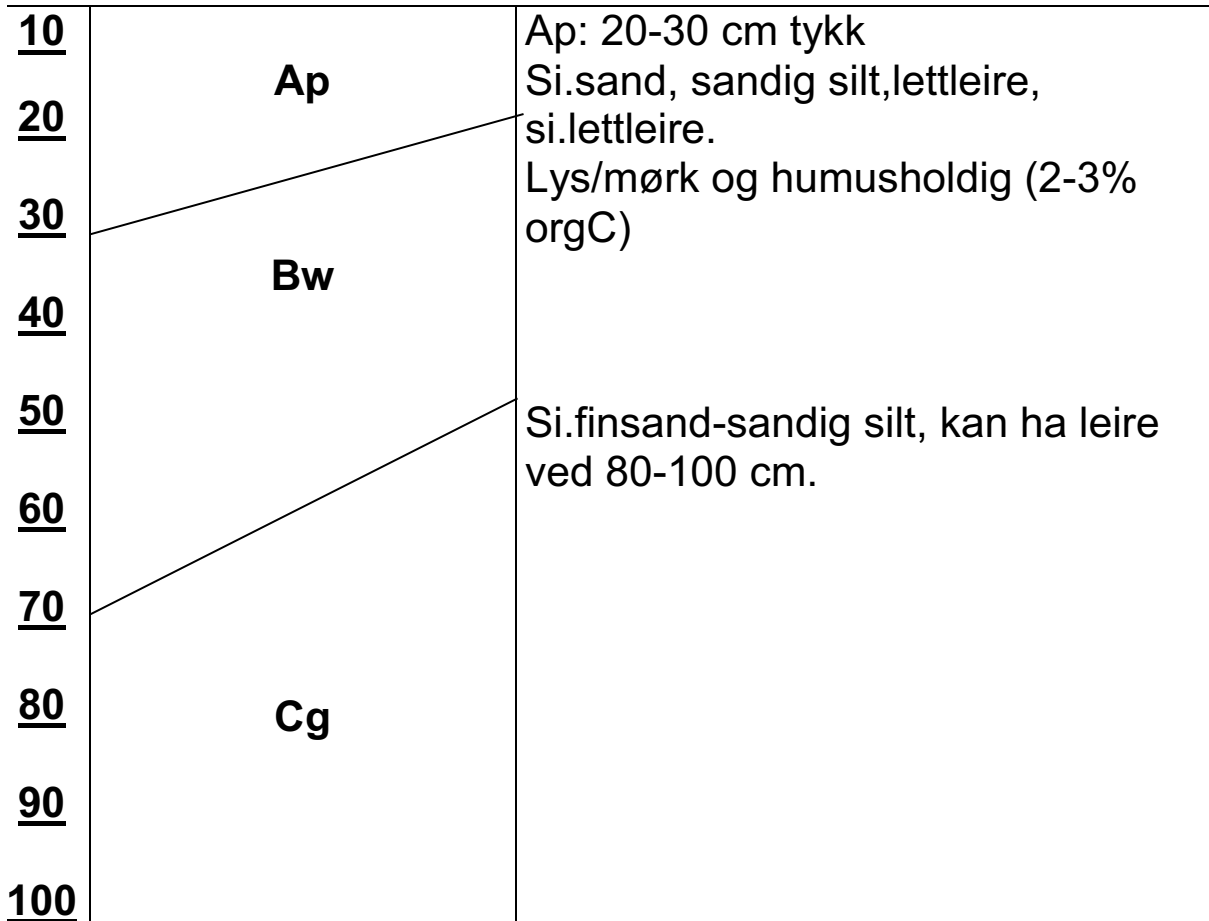 10
Ap
20
30
Bw
40
50
60
70
80
Cg
90
100
Ap: 20-30 cm tykk
Si.sand, sandig silt,lettleire,
si.lettleire.
Lys/mørk og humusholdig (2-3%
orgC)
Si.finsand-sandig silt, kan ha leire
ved 80-100 cm.